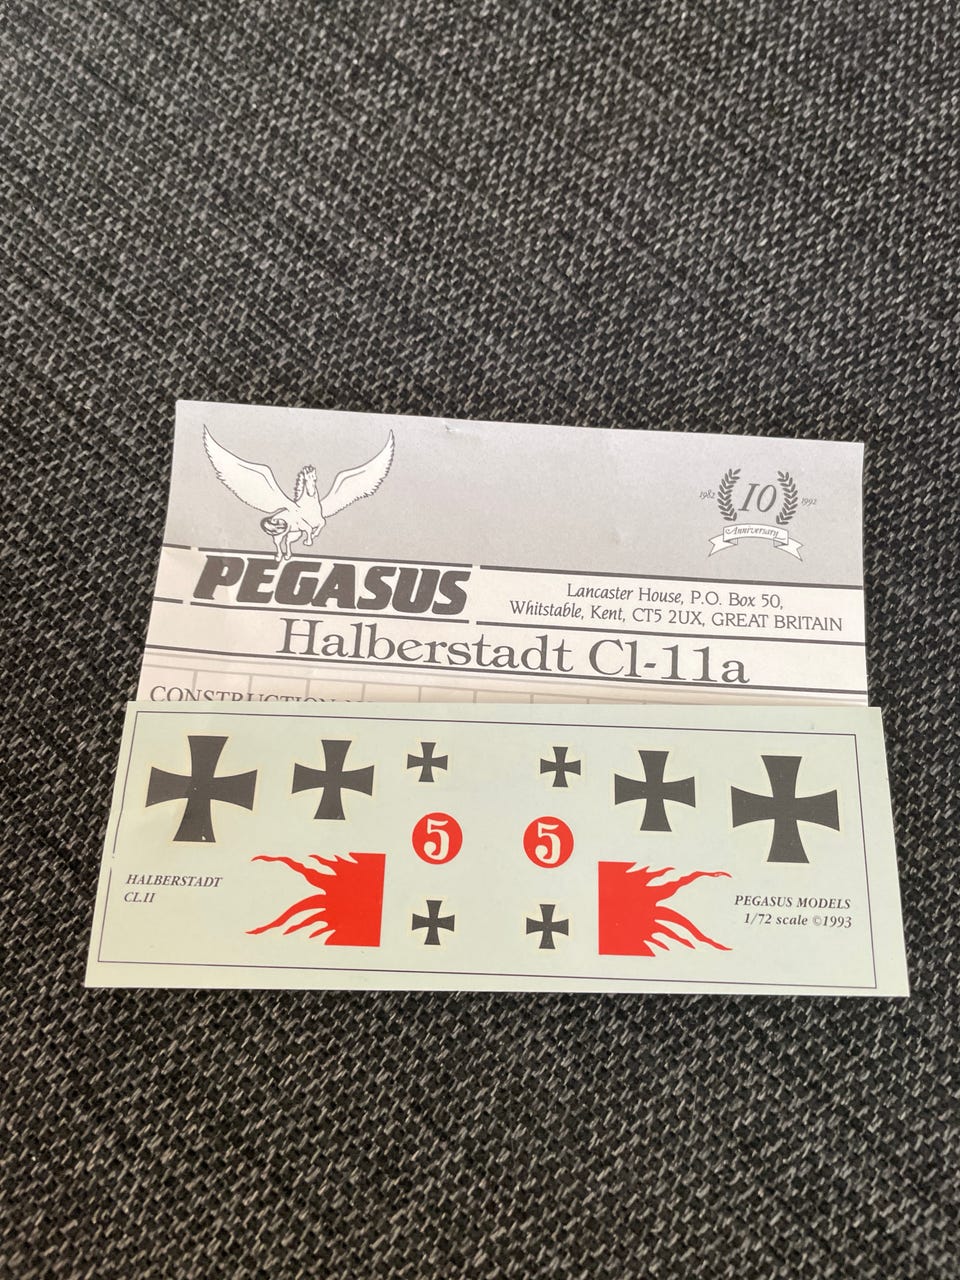 1982 10 1992
Anniversary
PEGASUS
Lancaster House, P.O. Box 50,
Whitstable, Kent, CT5 2UX, GREAT BRITAIN
Halberstadt Cl-11a
CONSTRUCTION
5 5
HALBERSTADT
CL.II
PEGASUS MODELS
1/72 scale ©1993